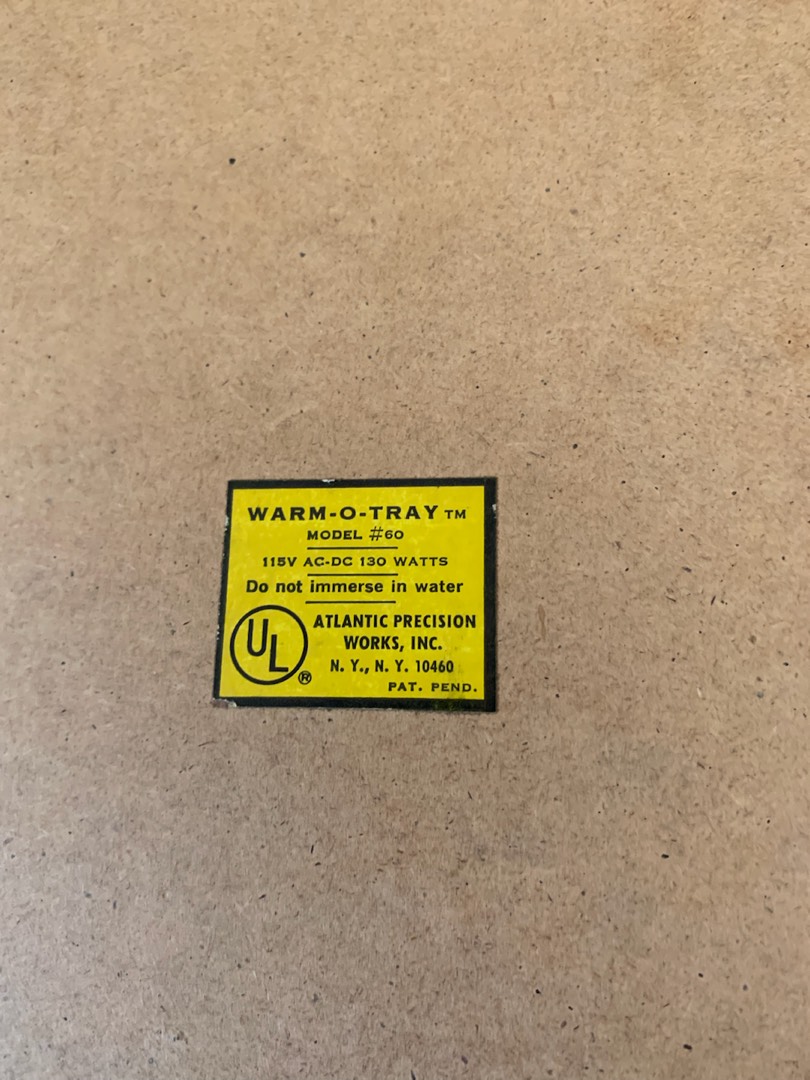 WARM-O-TRAY TM
MODEL #60
115V AC-DC 130 WATTS
Do not immerse in water
UL ®
ATLANTIC PRECISION
WORKS, INC.
N. Y., N. Y. 10460
PAT. PEND.